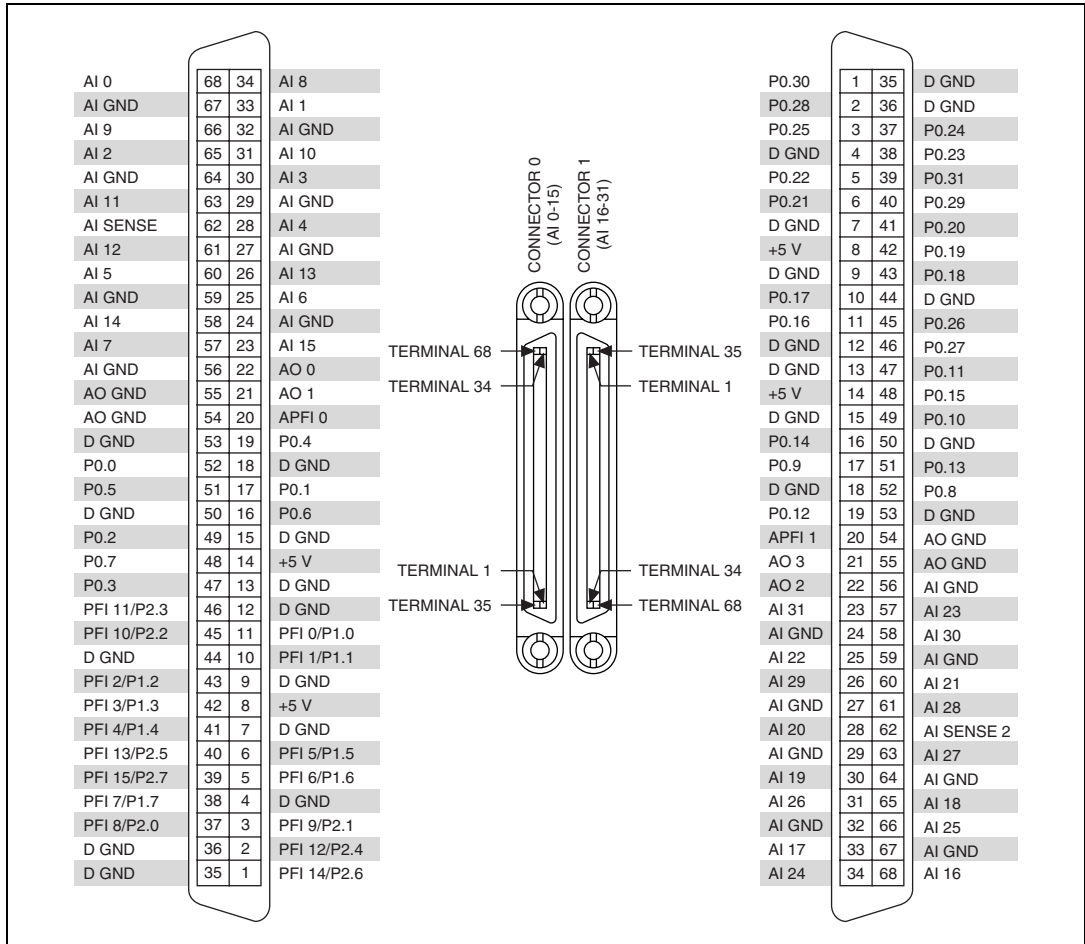 AI 0 68 34 AI 8
AI GND 67 33 AI 1
AI 9 66 32 AI GND
AI 2 65 31 AI 10
AI GND 64 30 AI 3
AI 11 63 29 AI GND
AI SENSE 62 28 AI 4
AI 12 61 27 AI GND
AI 5 60 26 AI 13
AI GND 59 25 AI 6
AI 14 58 24 AI GND
AI 7 57 23 AI 15
AI GND 56 22 AO 0
AO GND 55 21 AO 1
AO GND 54 20 APFI 0
D GND 53 19 P0.4
P0.0 52 18 D GND
P0.5 51 17 P0.1
D GND 50 16 P0.6
P0.2 49 15 D GND
P0.7 48 14 +5 V
P0.3 47 13 D GND
PFI 11/P2.3 46 12 D GND
PFI 10/P2.2 45 11 PFI 0/P1.0
D GND 44 10 PFI 1/P1.1
PFI 2/P1.2 43 9 D GND
PFI 3/P1.3 42 8 +5 V
PFI 4/P1.4 41 7 D GND
PFI 13/P2.5 40 6 PFI 5/P1.5
PFI 15/P2.7 39 5 PFI 6/P1.6
PFI 7/P1.7 38 4 D GND
PFI 8/P2.0 37 3 PFI 9/P2.1
D GND 36 2 PFI 12/P2.4
D GND 35 1 PFI 14/P2.6
CONNECTOR 0
(AI 0-15)
CONNECTOR 1
(AI 16-31)
TERMINAL 68
TERMINAL 34
TERMINAL 35
TERMINAL 1
TERMINAL 1
TERMINAL 35
TERMINAL 34
TERMINAL 68
P0.30 1 35 D GND
P0.28 2 36 D GND
P0.25 3 37 P0.24
D GND 4 38 P0.23
P0.22 5 39 P0.31
P0.21 6 40 P0.29
D GND 7 41 P0.20
+5 V 8 42 P0.19
D GND 9 43 P0.18
P0.17 10 44 D GND
P0.16 11 45 P0.26
D GND 12 46 P0.27
D GND 13 47 P0.11
+5 V 14 48 P0.15
D GND 15 49 P0.10
P0.14 16 50 D GND
P0.9 17 51 P0.13
D GND 18 52 P0.8
P0.12 19 53 D GND
APFI 1 20 54 AO GND
AO 3 21 55 AO GND
AO 2 22 56 AI GND
AI 31 23 57 AI 23
AI GND 24 58 AI 30
AI 22 25 59 AI GND
AI 29 26 60 AI 21
AI GND 27 61 AI 28
AI 20 28 62 AI SENSE 2
AI GND 29 63 AI 27
AI 19 30 64 AI GND
AI 26 31 65 AI 18
AI GND 32 66 AI 25
AI 17 33 67 AI GND
AI 24 34 68 AI 16